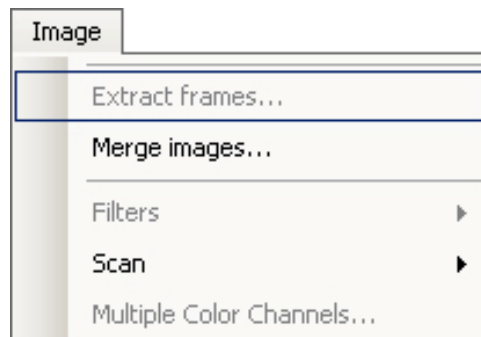 Image
Extract frames...
Merge images...
Filters
Scan
Multiple Color Channels...